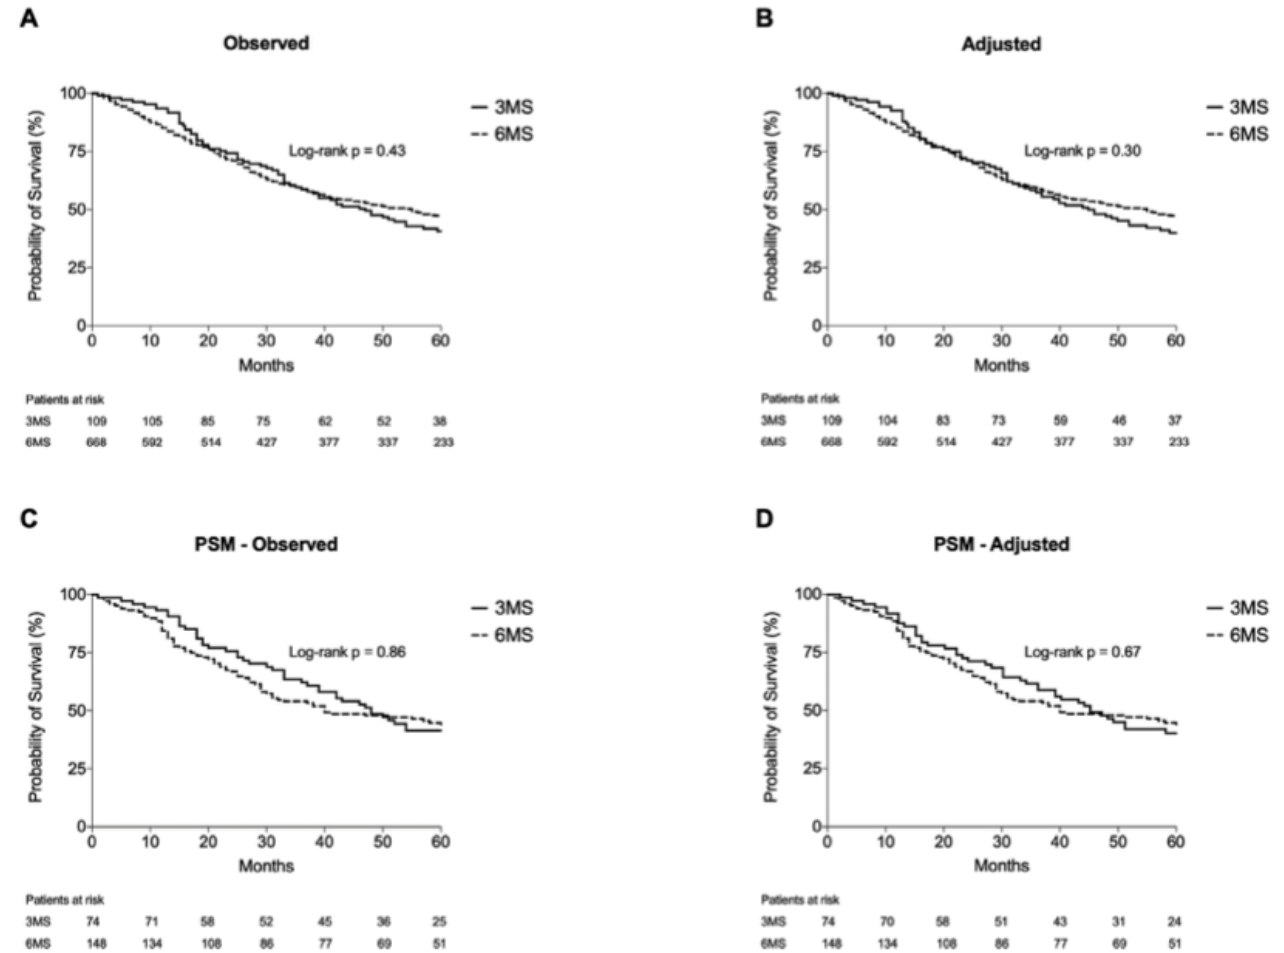 A
Observed
Probability of Survival (%)
100
75
50
25
0
0 10 20 30 40 50 60
Months
3MS
6MS
Log-rank p = 0.43
Patients at risk
3MS 109 105 85 75 62 52 38
6MS 668 592 514 427 377 337 233
B
Adjusted
Probability of Survival (%)
100
75
50
25
0
0 10 20 30 40 50 60
Months
3MS
6MS
Log-rank p = 0.30
Patients at risk
3MS 109 104 83 73 59 46 37
6MS 668 592 514 427 377 337 233
C
PSM - Observed
Probability of Survival (%)
100
75
50
25
0
0 10 20 30 40 50 60
Months
3MS
6MS
Log-rank p = 0.86
Patients at risk
3MS 74 71 58 52 45 36 25
6MS 148 134 108 86 77 69 51
D
PSM - Adjusted
Probability of Survival (%)
100
75
50
25
0
0 10 20 30 40 50 60
Months
3MS
6MS
Log-rank p = 0.67
Patients at risk
3MS 74 70 58 51 43 31 24
6MS 148 134 108 86 77 69 51